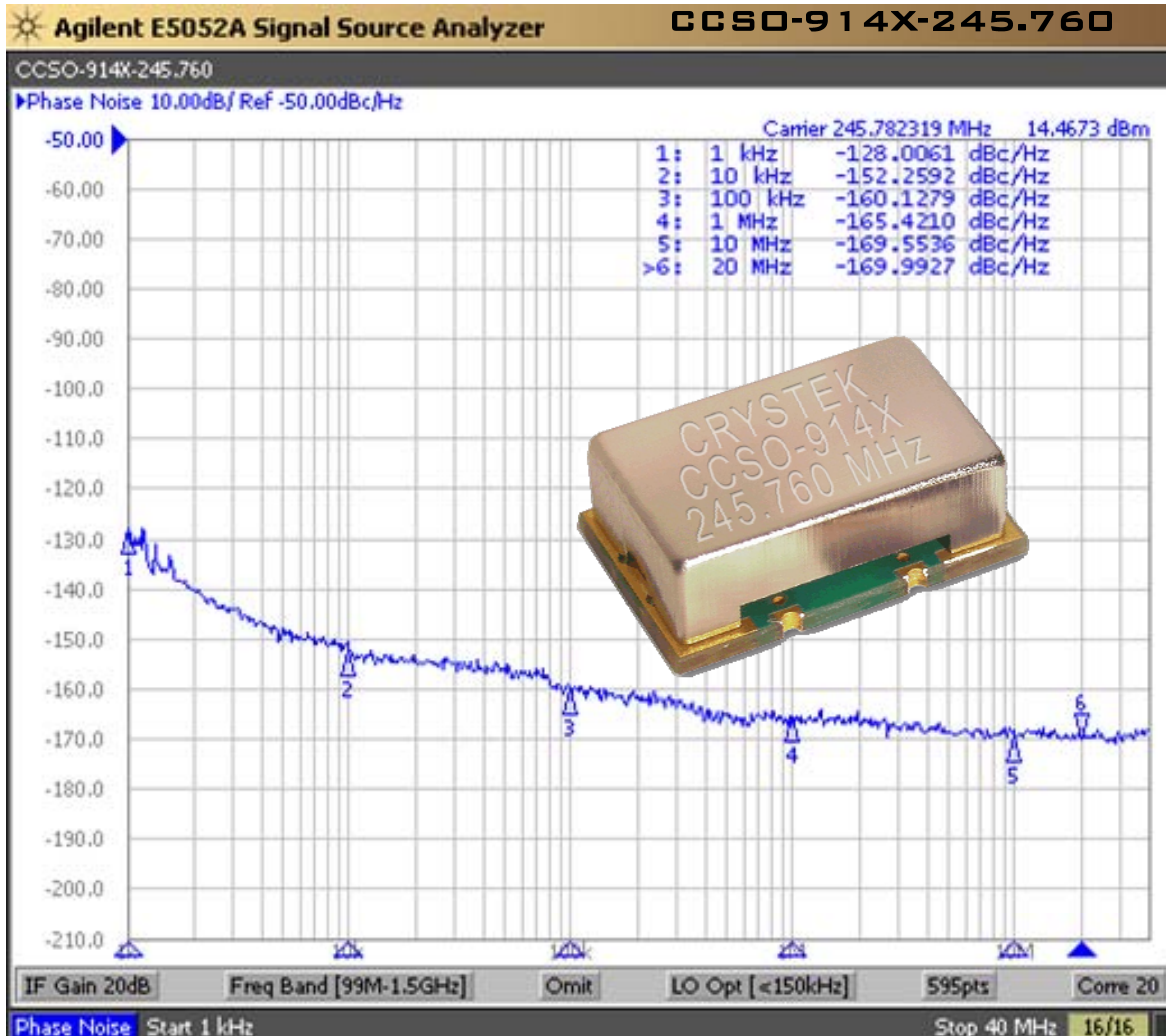 Agilent E5052A Signal Source Analyzer
CCSO-914X-245.760
CCSO-914X-245.760
Phase Noise 10.00dB/ Ref -50.00dBc/Hz
Carrier 245.782319 MHz 14.4673 dBm
1: 1 kHz -128.0061 dBc/Hz
2: 10 kHz -152.2592 dBc/Hz
3: 100 kHz -160.1279 dBc/Hz
4: 1 MHz -165.4210 dBc/Hz
5: 10 MHz -169.5536 dBc/Hz
>6: 20 MHz -169.9927 dBc/Hz
-50.00
-60.00
-70.00
-80.00
-90.00
-100.0
-110.0
-120.0
-130.0
-140.0
-150.0
-160.0
-170.0
-180.0
-190.0
-200.0
-210.0
CRYSTEK
CCSO-914X
245.760 MHz
1
2
3
4
5
6
IF Gain 20dB
Freq Band [99M-1.5GHz]
Omit
LO Opt [<150kHz]
595pts
Corre 20
Phase Noise Start 1 kHz
Stop 40 MHz
16/16